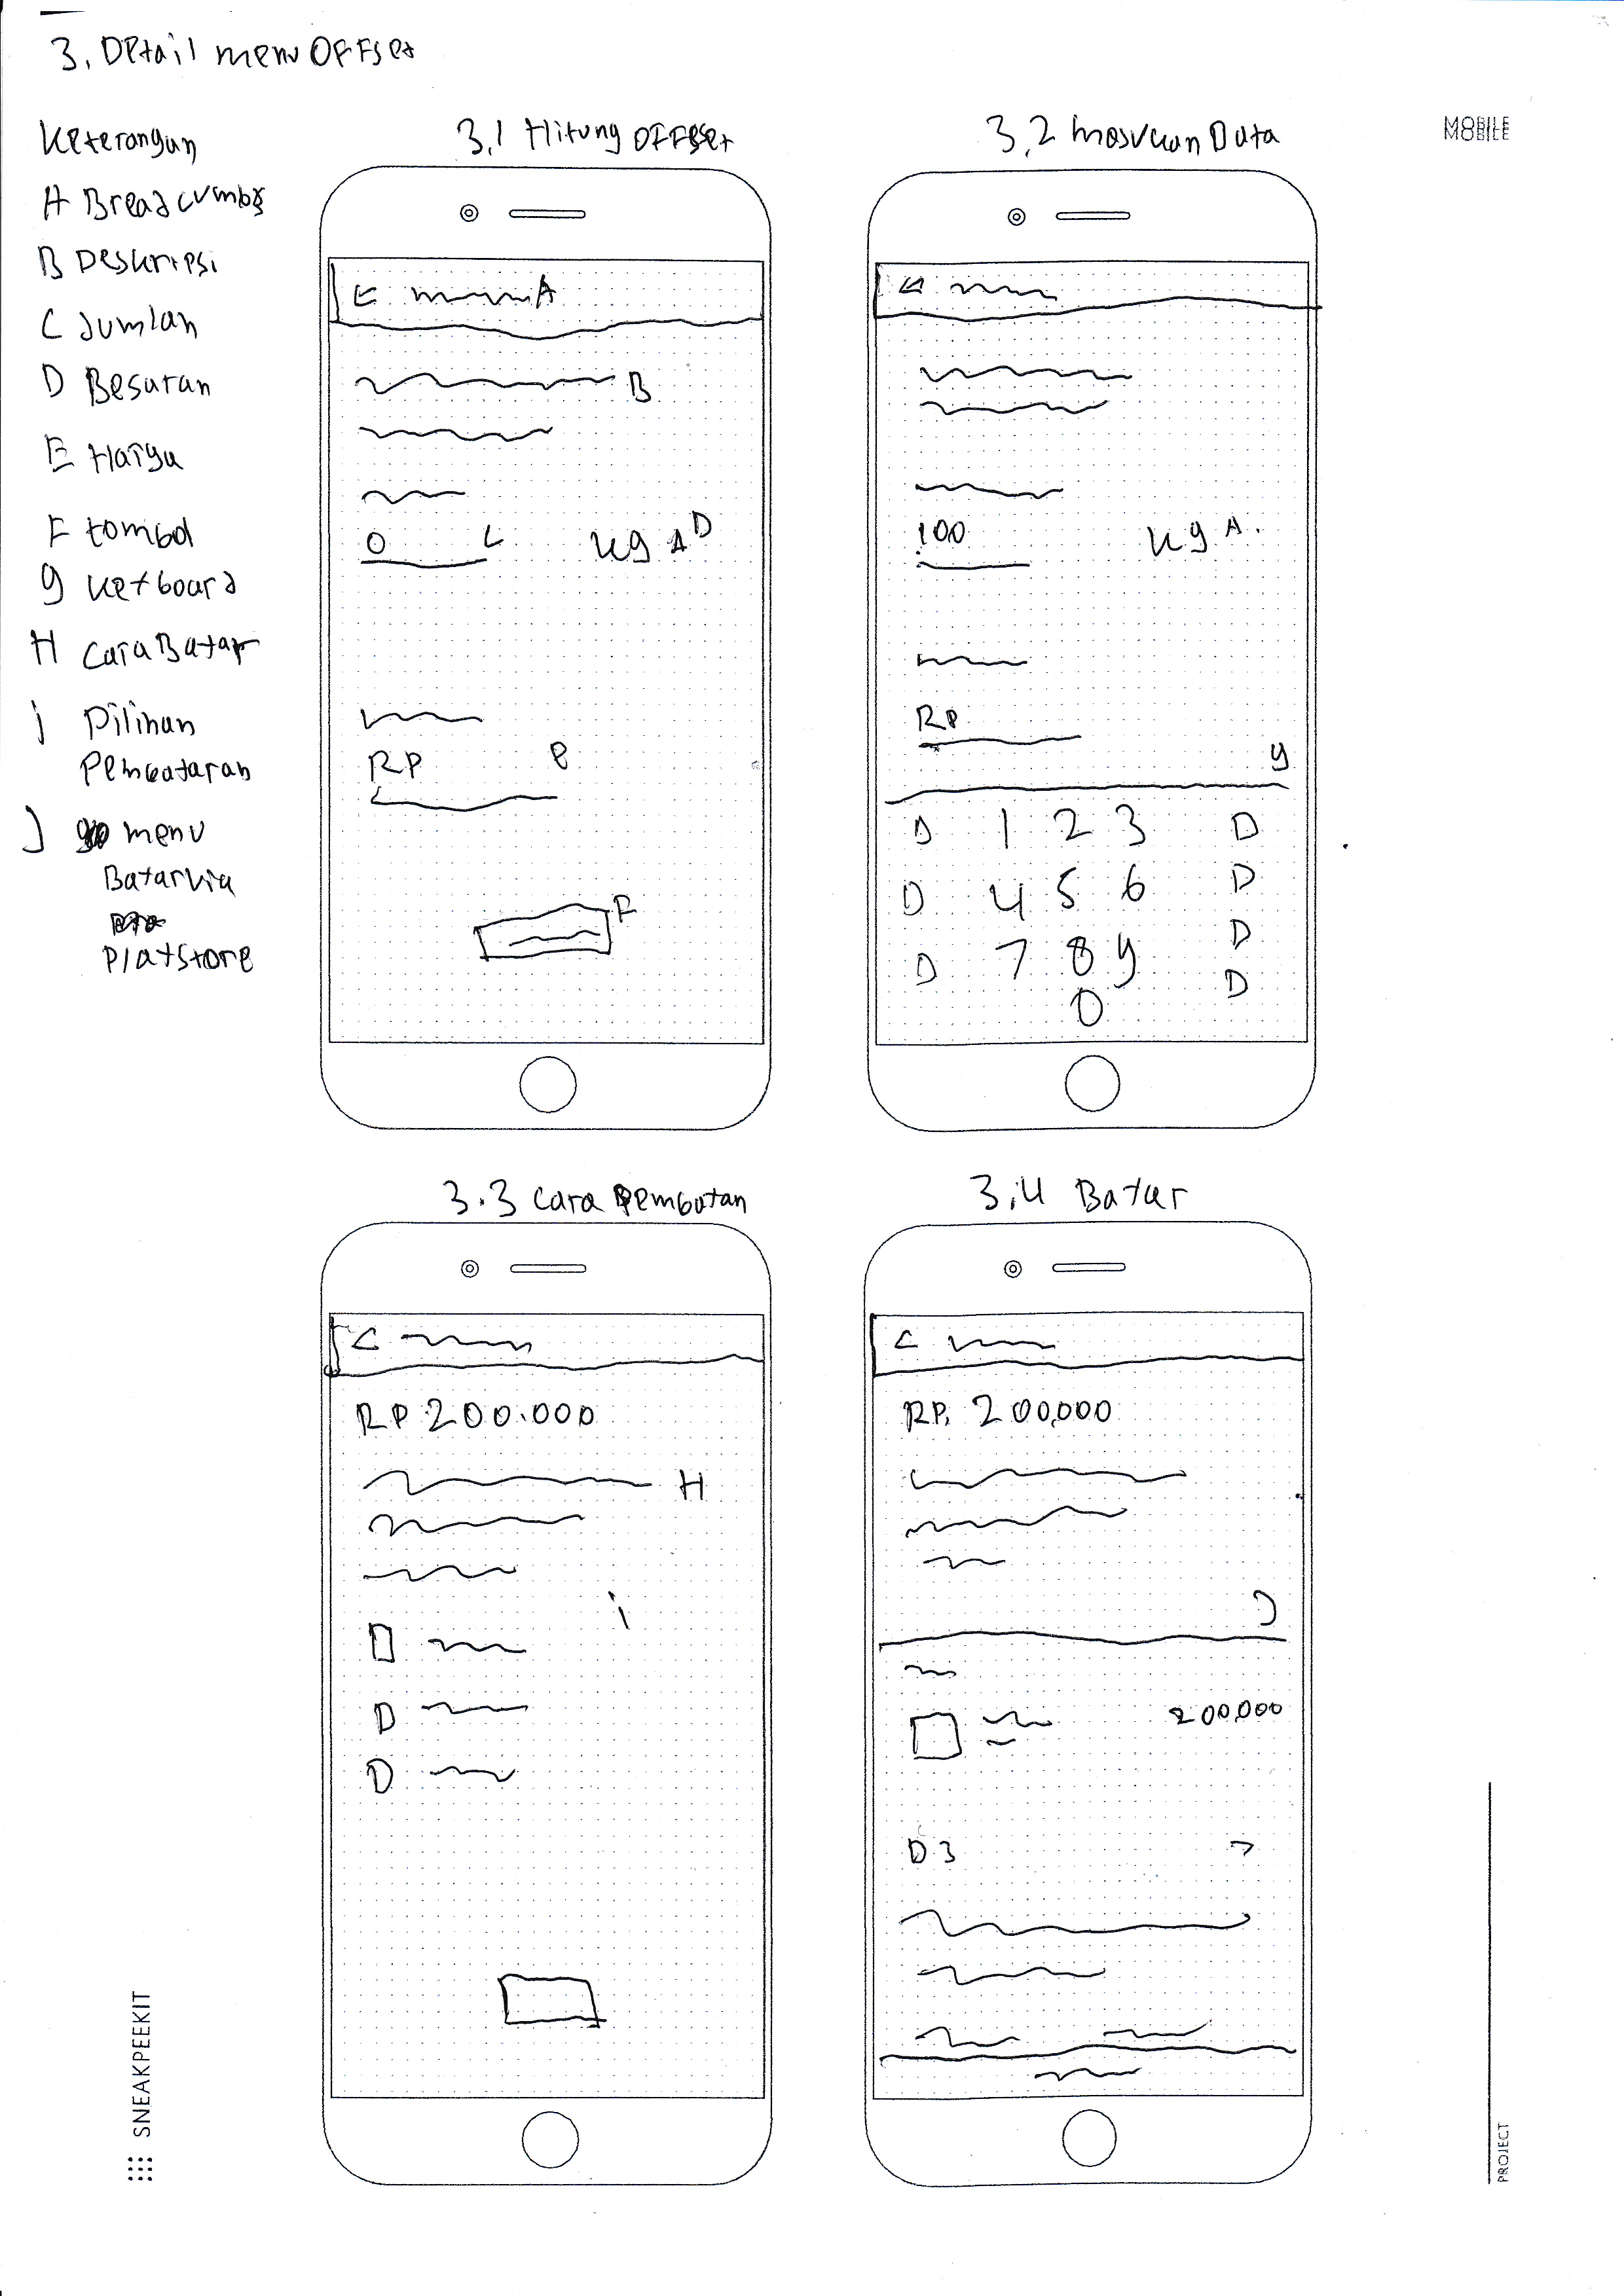 3. Detail menu OFFset
MOBILE
Keterangan
A Breadcumbs
B Deskripsi
C Jumlah
D Besaran
E Harga
F tombol
g keyboard
H Cara Bayar
i Pilihan
Pembayaran
J menu
Bayar via
Playstore
3.1 Hitung OFFset
A
B
0 C kg D
RP e
F
3.2 masukan Data
100 kg
RP
g
D 1 2 3 D
D 4 5 6 D
D 7 8 9 D
0 D
3.3 Cara Pembayaran
RP 200.000
H
i
D
D
3.4 Bayar
RP. 200,000
J
200,000
D 3 >
SNEAKPEEKIT
PROJECT